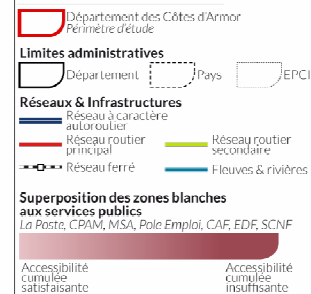 Département des Côtes d'Armor
Périmètre d'étude
Limites administratives
Département
Pays
EPCI
Réseaux & Infrastructures
Réseau à caractère
autoroutier
Réseau routier
principal
Réseau routier
secondaire
Réseau ferré
Fleuves & rivières
Superposition des zones blanches
aux services publics
La Poste, CPAM, MSA, Pole Emploi, CAF, EDF, SCNF
Accessibilité
cumulée
satisfaisante
Accessibilité
cumulée
insuffisante